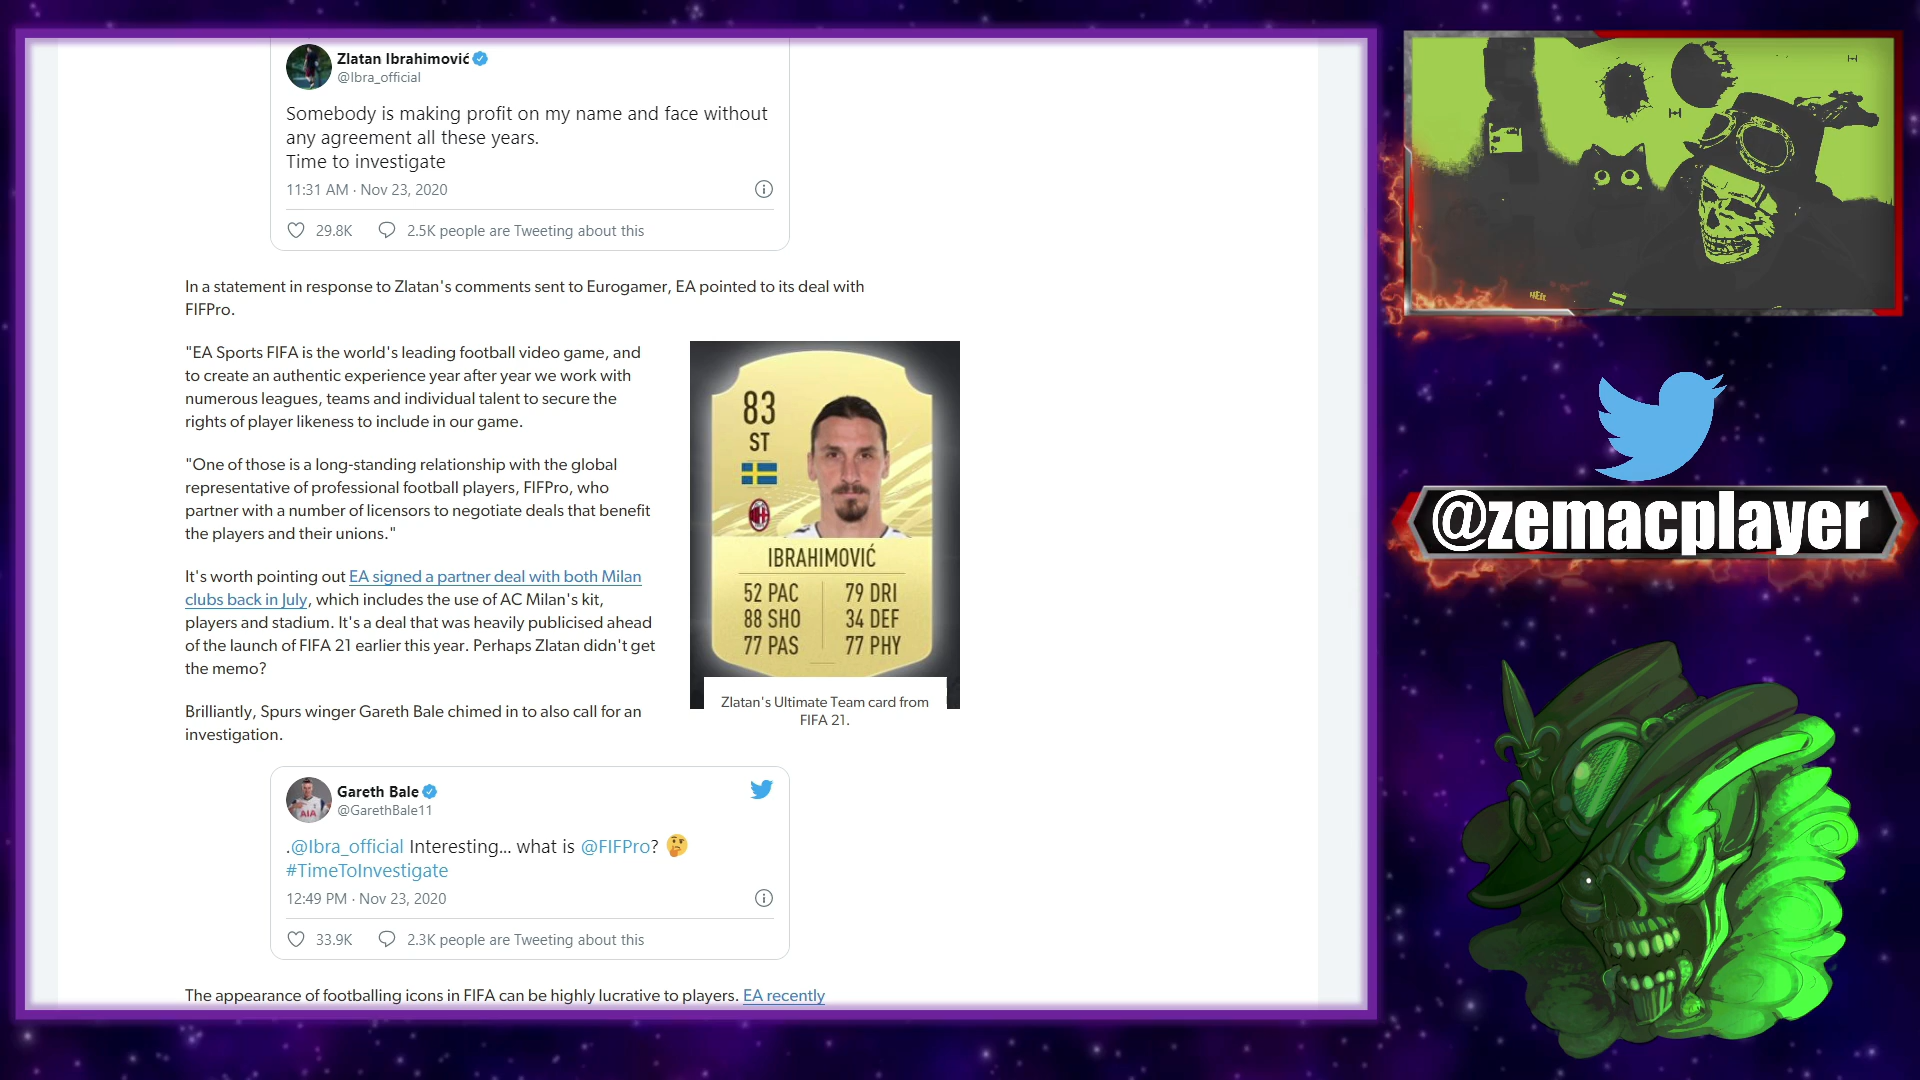 Zlatan Ibrahimović
@Ibra_official
Somebody is making profit on my name and face without
any agreement all these years.
Time to investigate
11:31 AM · Nov 23, 2020
29.8K 2.5K people are Tweeting about this
In a statement in response to Zlatan's comments sent to Eurogamer, EA pointed to its deal with
FIFPro.
"EA Sports FIFA is the world's leading football video game, and
to create an authentic experience year after year we work with
numerous leagues, teams and individual talent to secure the
rights of player likeness to include in our game.
"One of those is a long-standing relationship with the global
representative of professional football players, FIFPro, who
partner with a number of licensors to negotiate deals that benefit
the players and their unions."
It's worth pointing out EA signed a partner deal with both Milan
clubs back in July, which includes the use of AC Milan's kit,
players and stadium. It's a deal that was heavily publicised ahead
of the launch of FIFA 21 earlier this year. Perhaps Zlatan didn't get
the memo?
Brilliantly, Spurs winger Gareth Bale chimed in to also call for an
investigation.
83
ST
IBRAHIMOVIĆ
52 PAC 79 DRI
88 SHO 34 DEF
77 PAS 77 PHY
Zlatan's Ultimate Team card from
FIFA 21.
Gareth Bale
@GarethBale11
AIA
.@Ibra_official Interesting... what is @FIFPro? 🤔
#TimeToInvestigate
12:49 PM · Nov 23, 2020
33.9K 2.3K people are Tweeting about this
The appearance of footballing icons in FIFA can be highly lucrative to players. EA recently
@zemacplayer